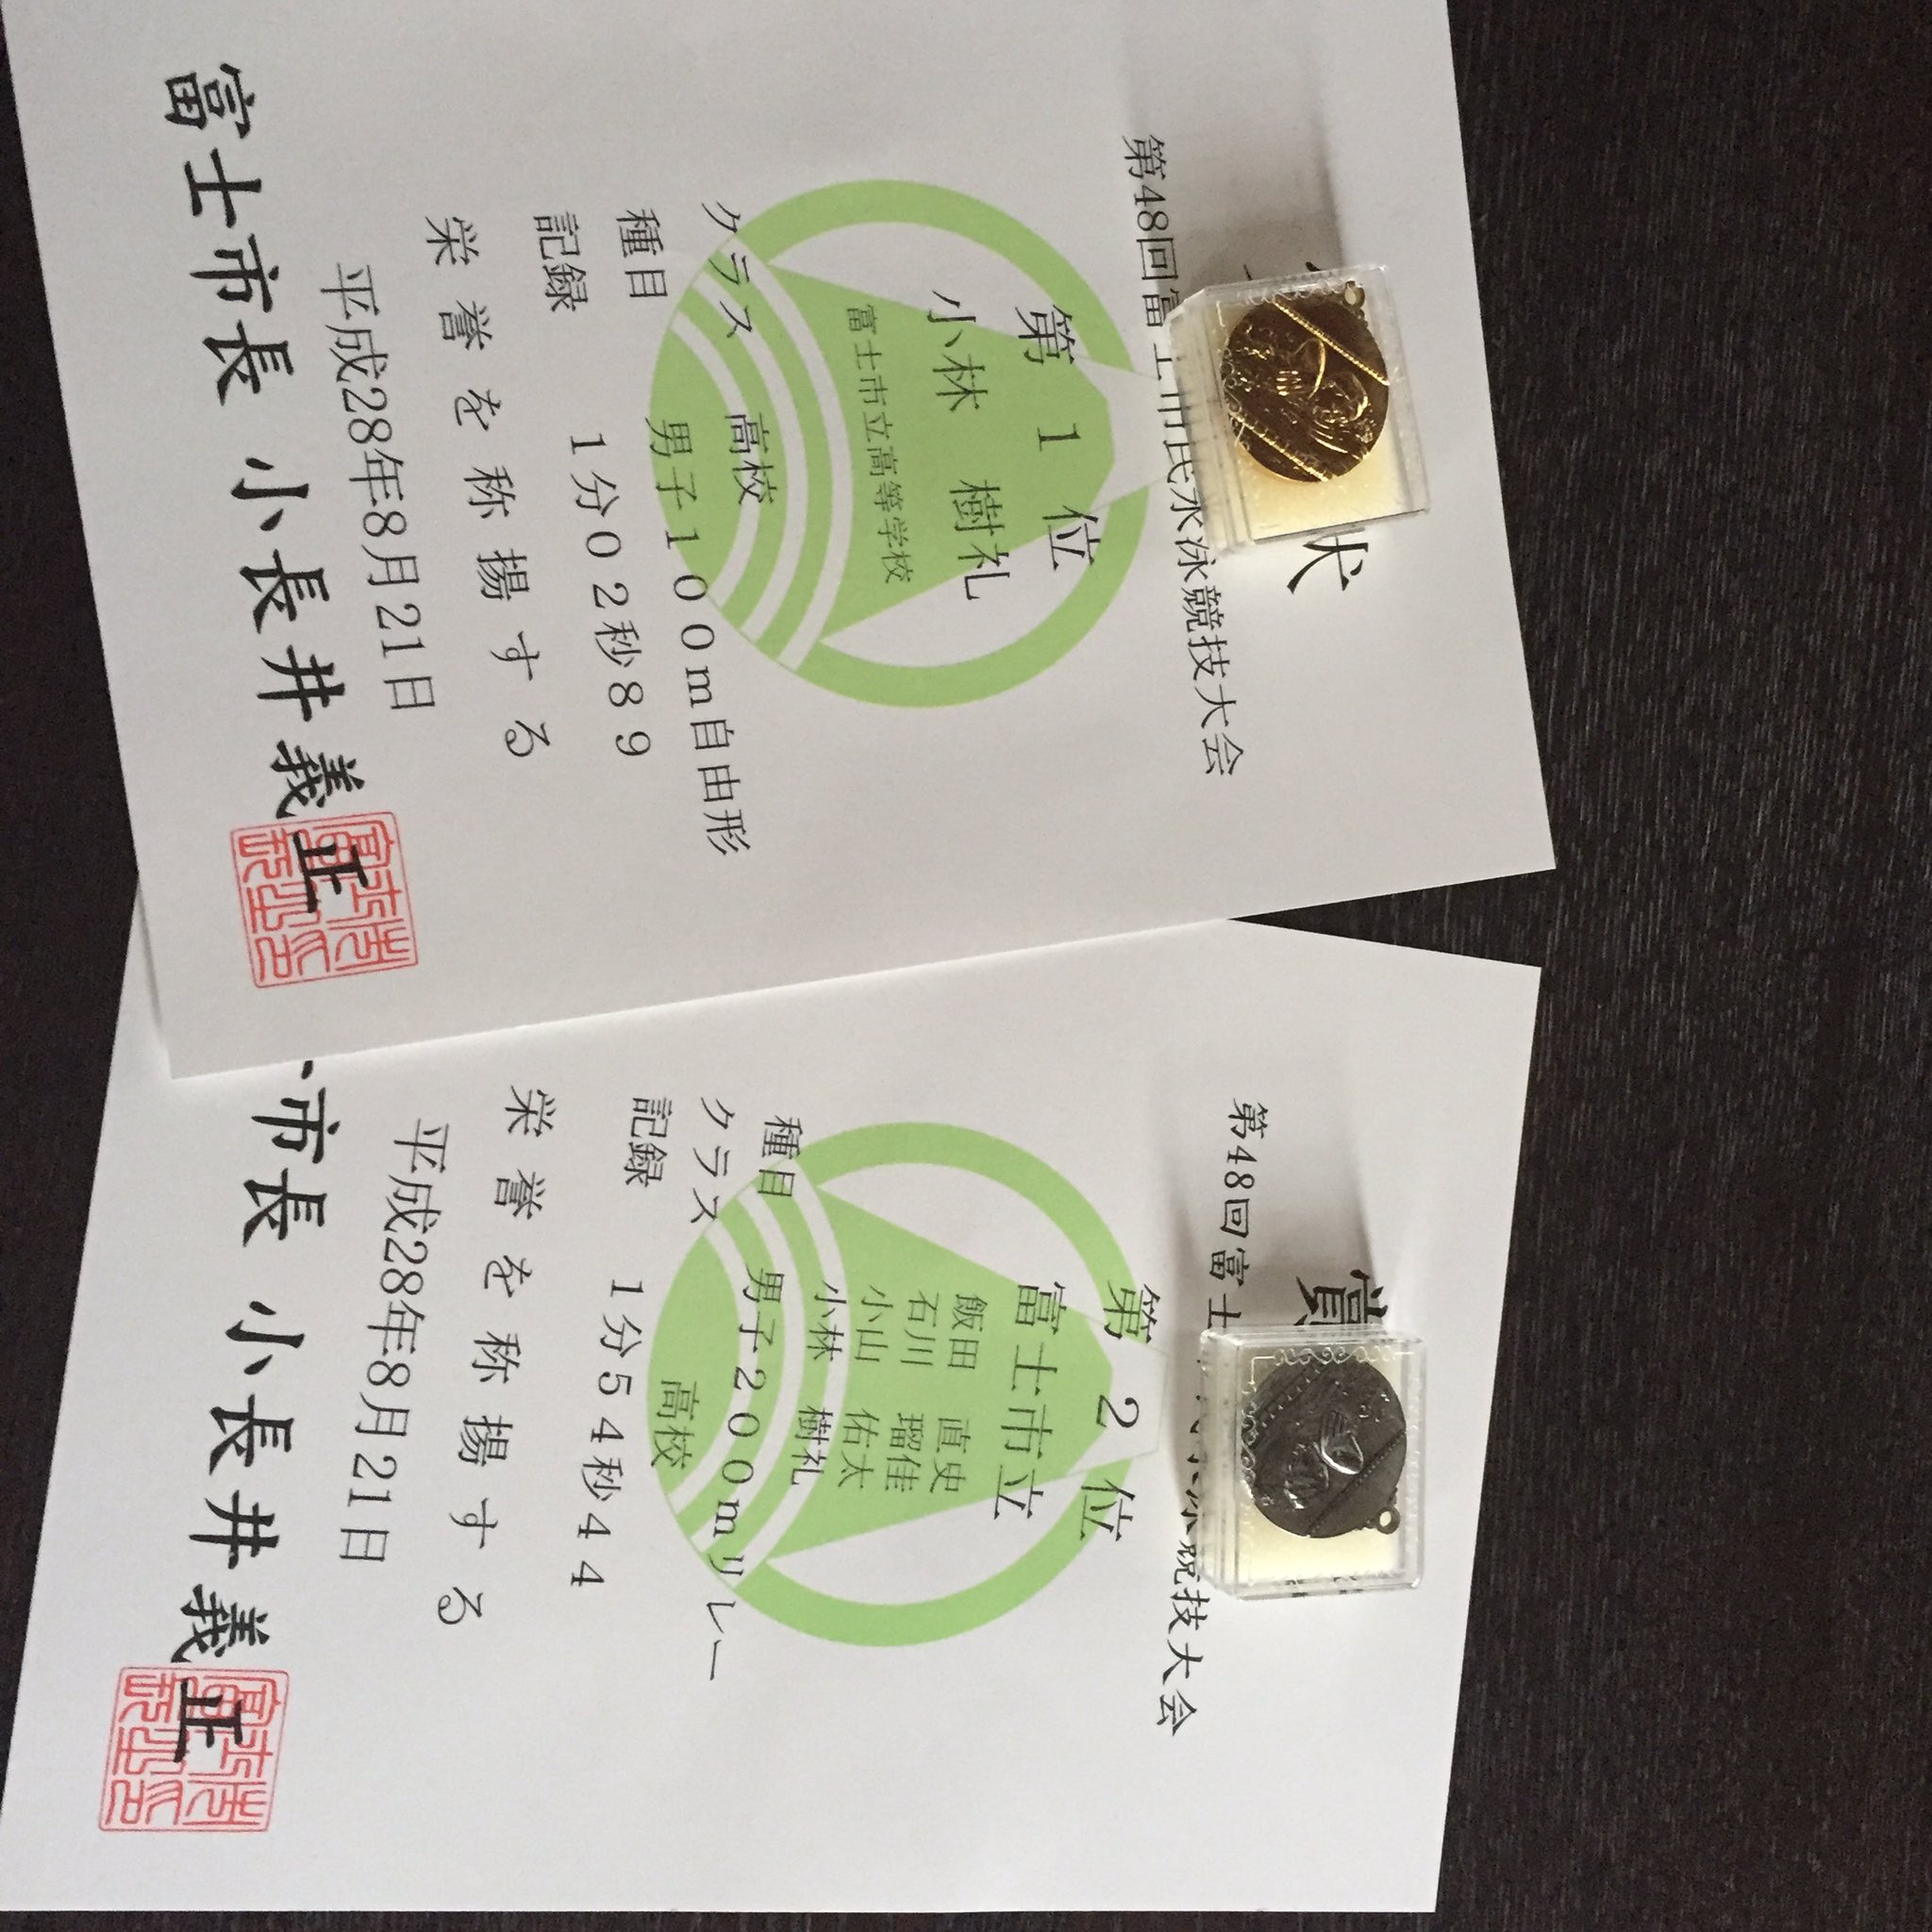 状
第48回富士市民水泳競技大会
第 1 位
小林 樹礼
富士市立高等学校
クラス 高校
種目 男子100m自由形
記録 1分02秒89
栄誉を称揚する
平成28年8月21日
富士市長 小長井 義正
賞
第48回富士 技大会
第 2 位
富士市立
飯田 直史
石川 瑠佳
小山 佑太
小林 樹礼
種目 男子200mリレー
クラス 高校
記録 1分54秒44
栄誉を称揚する
平成28年8月21日
市長 小長井 義正